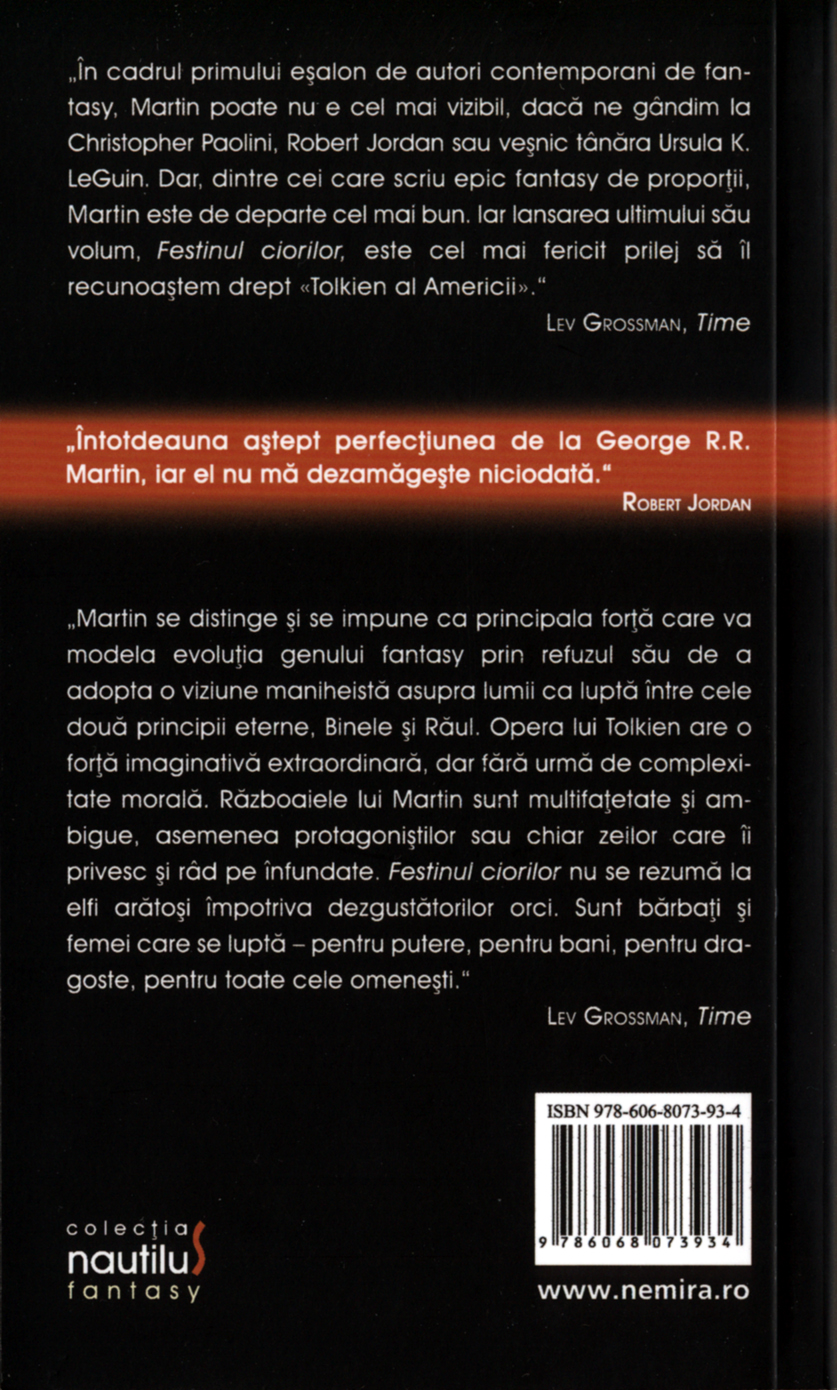 „În cadrul primului eşalon de autori contemporani de fan-
tasy, Martin poate nu e cel mai vizibil, dacă ne gândim la
Christopher Paolini, Robert Jordan sau veşnic tânăra Ursula K.
LeGuin. Dar, dintre cei care scriu epic fantasy de proporţii,
Martin este de departe cel mai bun. Iar lansarea ultimului său
volum, Festinul ciorilor, este cel mai fericit prilej să îl
recunoaştem drept «Tolkien al Americii».“
LEV GROSSMAN, Time
„Întotdeauna aştept perfecţiunea de la George R.R.
Martin, iar el nu mă dezamăgeşte niciodată.“
ROBERT JORDAN
„Martin se distinge şi se impune ca principala forţă care va
modela evoluţia genului fantasy prin refuzul său de a
adopta o viziune maniheistă asupra lumii ca luptă între cele
două principii eterne, Binele şi Răul. Opera lui Tolkien are o
forţă imaginativă extraordinară, dar fără urmă de complexi-
tate morală. Războaiele lui Martin sunt multifaţetate şi am-
bigue, asemenea protagoniştilor sau chiar zeilor care îi
privesc şi râd pe înfundate. Festinul ciorilor nu se rezumă la
elfi arătoşi împotriva dezgustătorilor orci. Sunt bărbaţi şi
femei care se luptă – pentru putere, pentru bani, pentru dra-
goste, pentru toate cele omeneşti.“
LEV GROSSMAN, Time
ISBN 978-606-8073-93-4
9 786068 073934
colecţia
nautilus
fantasy
www.nemira.ro